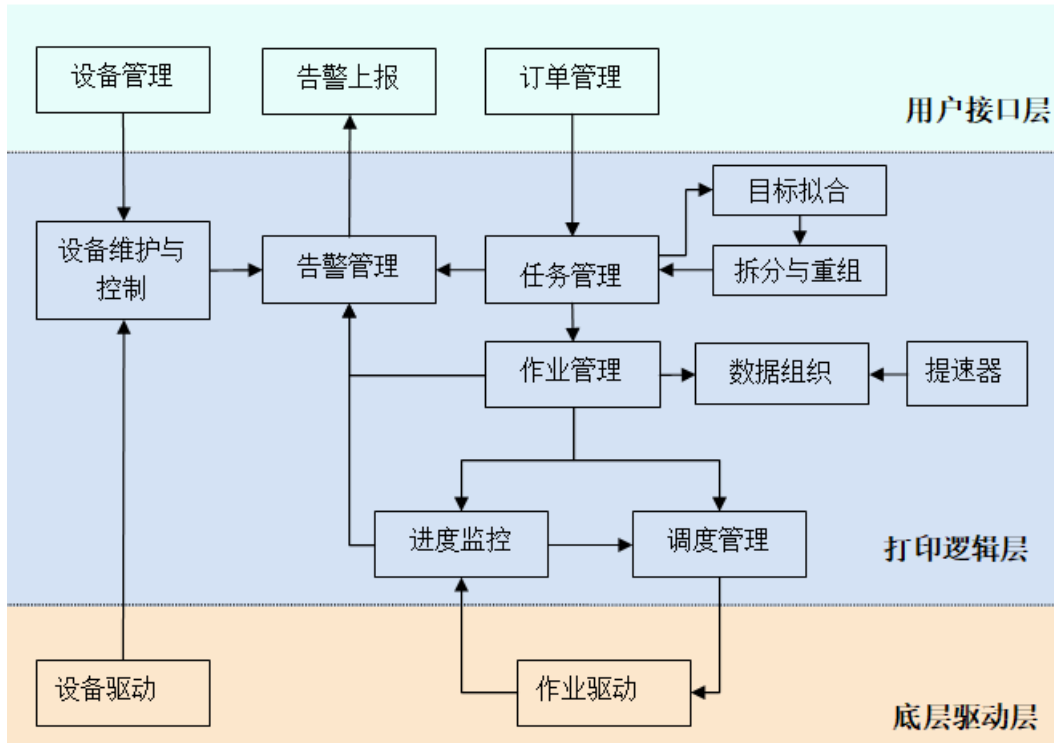 设备管理
告警上报
订单管理
用户接口层
目标拟合
设备维护与
控制
告警管理
任务管理
拆分与重组
作业管理
数据组织
提速器
进度监控
调度管理
打印逻辑层
设备驱动
作业驱动
底层驱动层